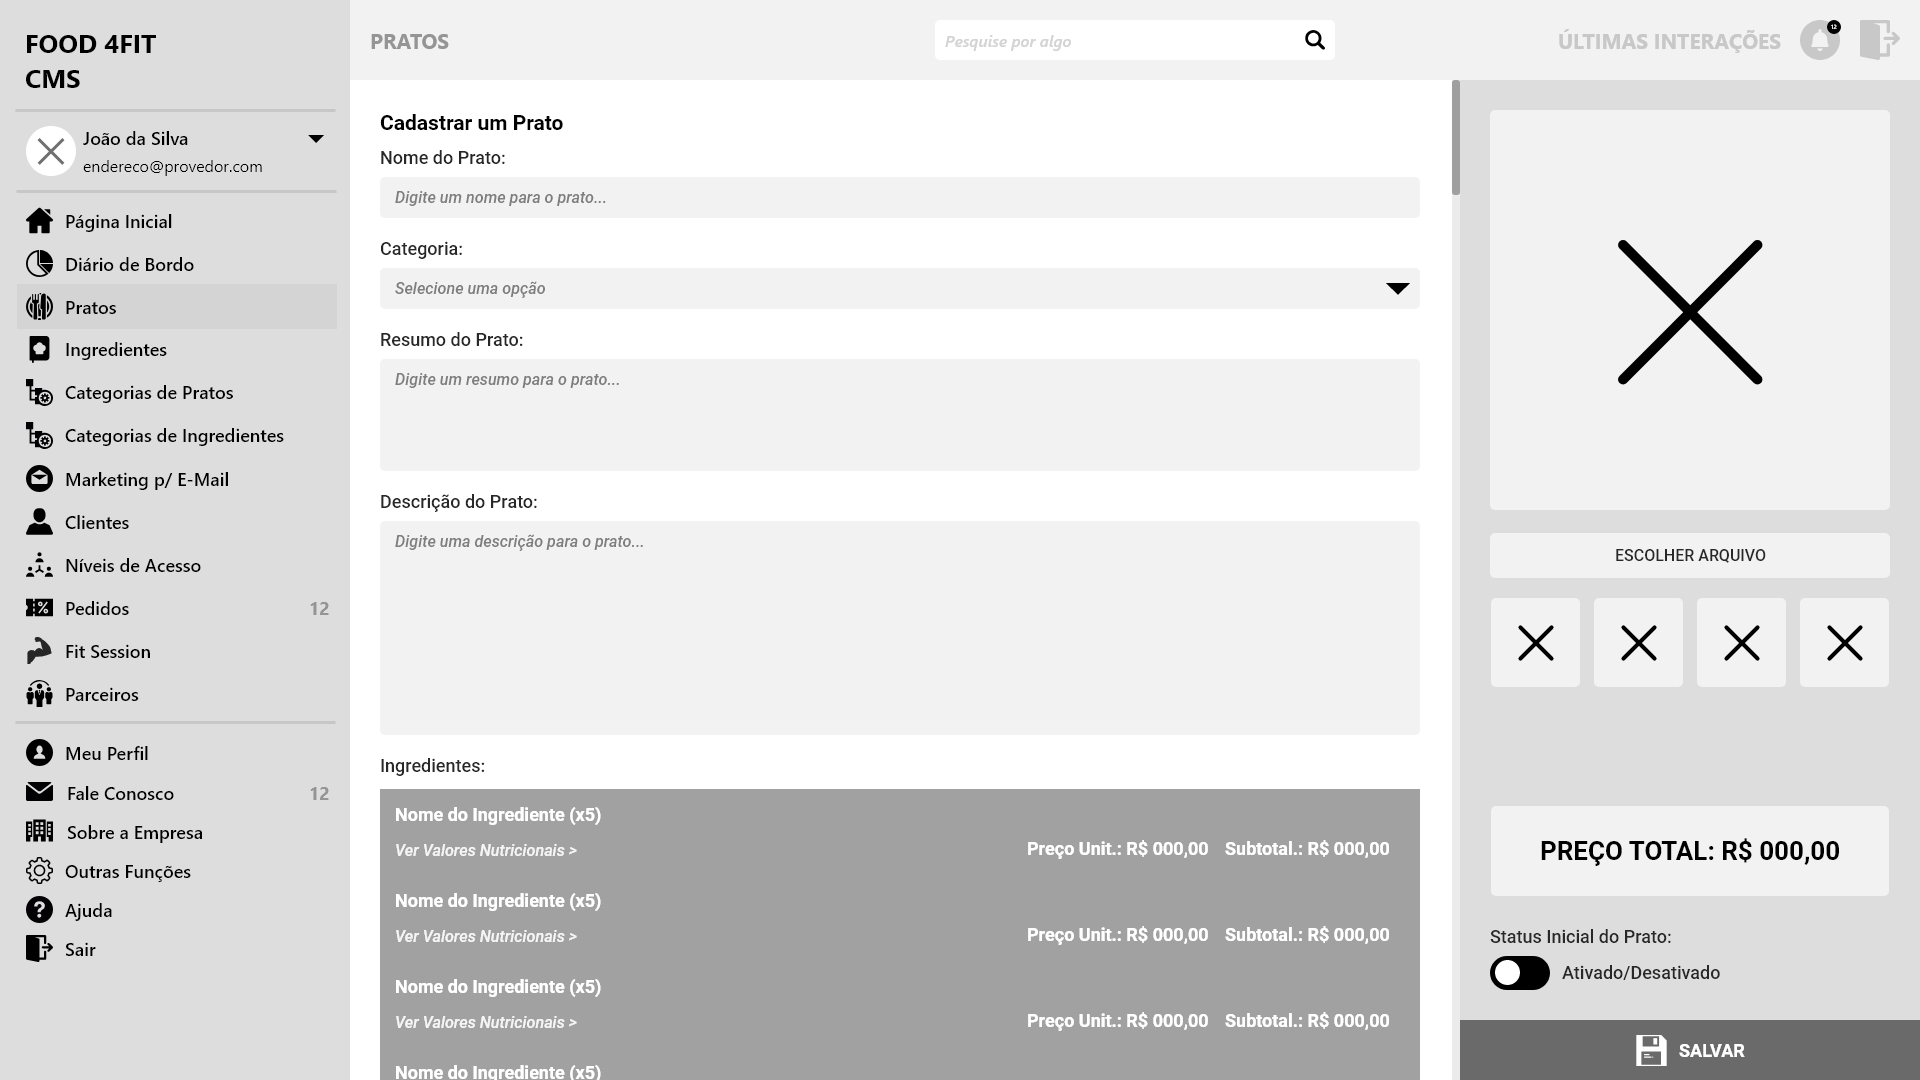 FOOD 4FIT
CMS
João da Silva
endereco@provedor.com
Página Inicial
Diário de Bordo
Pratos
Ingredientes
Categorias de Pratos
Categorias de Ingredientes
Marketing p/ E-Mail
Clientes
Níveis de Acesso
Pedidos 12
Fit Session
Parceiros
Meu Perfil
Fale Conosco 12
Sobre a Empresa
Outras Funções
Ajuda
Sair
PRATOS
Pesquise por algo
ÚLTIMAS INTERAÇÕES
12
Cadastrar um Prato
Nome do Prato:
Digite um nome para o prato...
Categoria:
Selecione uma opção
Resumo do Prato:
Digite um resumo para o prato...
Descrição do Prato:
Digite uma descrição para o prato...
Ingredientes:
Nome do Ingrediente (x5)
Ver Valores Nutricionais > Preço Unit.: R$ 000,00 Subtotal.: R$ 000,00
Nome do Ingrediente (x5)
Ver Valores Nutricionais > Preço Unit.: R$ 000,00 Subtotal.: R$ 000,00
Nome do Ingrediente (x5)
Ver Valores Nutricionais > Preço Unit.: R$ 000,00 Subtotal.: R$ 000,00
Nome do Ingrediente (x5)
ESCOLHER ARQUIVO
PREÇO TOTAL: R$ 000,00
Status Inicial do Prato:
Ativado/Desativado
SALVAR